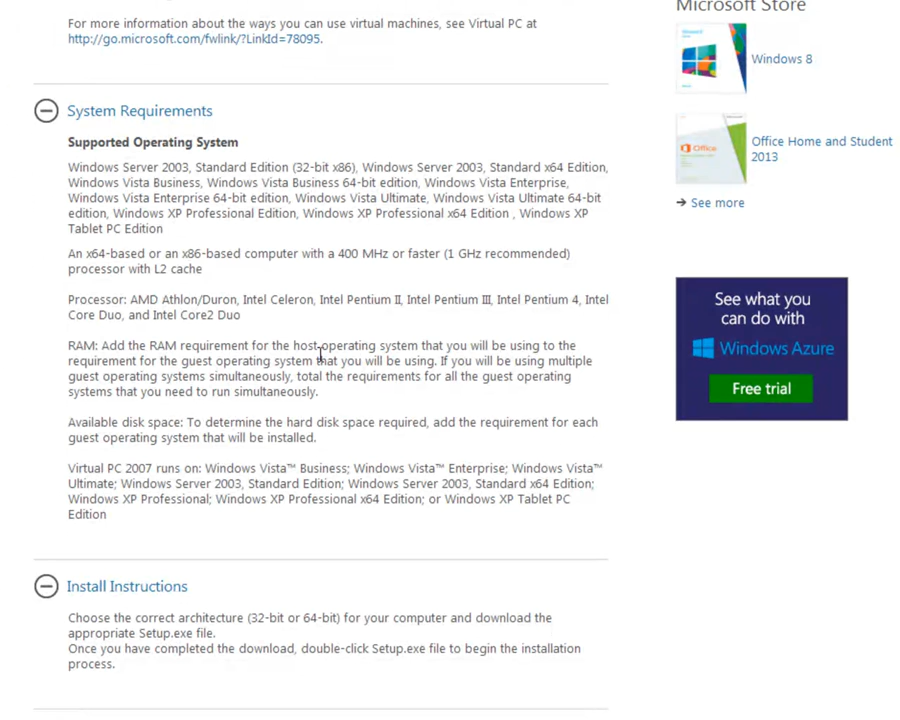 For more information about the ways you can use virtual machines, see Virtual PC at
http://go.microsoft.com/fwlink/?LinkId=78095.
System Requirements
Supported Operating System
Windows Server 2003, Standard Edition (32-bit x86), Windows Server 2003, Standard x64 Edition,
Windows Vista Business, Windows Vista Business 64-bit edition, Windows Vista Enterprise,
Windows Vista Enterprise 64-bit edition, Windows Vista Ultimate, Windows Vista Ultimate 64-bit
edition, Windows XP Professional Edition, Windows XP Professional x64 Edition , Windows XP
Tablet PC Edition
An x64-based or an x86-based computer with a 400 MHz or faster (1 GHz recommended)
processor with L2 cache
Processor: AMD Athlon/Duron, Intel Celeron, Intel Pentium II, Intel Pentium III, Intel Pentium 4, Intel
Core Duo, and Intel Core2 Duo
RAM: Add the RAM requirement for the host operating system that you will be using to the
requirement for the guest operating system that you will be using. If you will be using multiple
guest operating systems simultaneously, total the requirements for all the guest operating
systems that you need to run simultaneously.
Available disk space: To determine the hard disk space required, add the requirement for each
guest operating system that will be installed.
Virtual PC 2007 runs on: Windows Vista™ Business; Windows Vista™ Enterprise; Windows Vista™
Ultimate; Windows Server 2003, Standard Edition; Windows Server 2003, Standard x64 Edition;
Windows XP Professional; Windows XP Professional x64 Edition; or Windows XP Tablet PC
Edition
Install Instructions
Choose the correct architecture (32-bit or 64-bit) for your computer and download the
appropriate Setup.exe file.
Once you have completed the download, double-click Setup.exe file to begin the installation
process.
Microsoft Store
Windows 8
Office
Office Home and Student
2013
See more
See what you
can do with
Windows Azure
Free trial